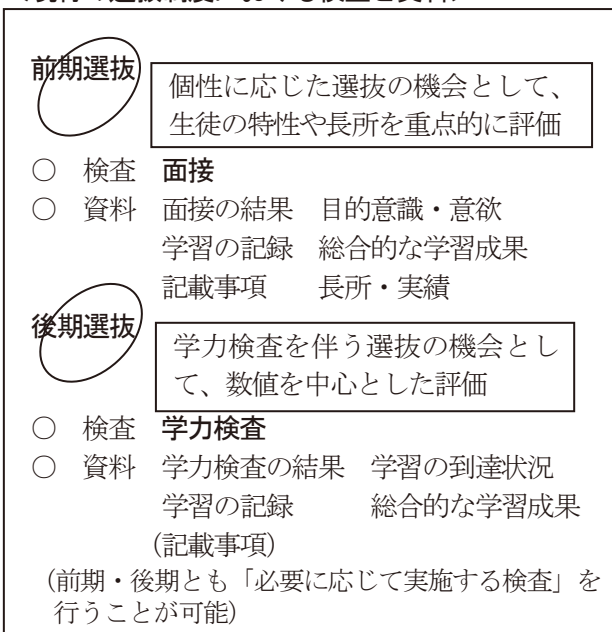 前期選抜
個性に応じた選抜の機会として、
生徒の特性や長所を重点的に評価
○ 検査 面接
○ 資料 面接の結果 目的意識・意欲
学習の記録 総合的な学習成果
記載事項 長所・実績
後期選抜
学力検査を伴う選抜の機会とし
て、数値を中心とした評価
○ 検査 学力検査
○ 資料 学力検査の結果 学習の到達状況
学習の記録 総合的な学習成果
(記載事項)
(前期・後期とも「必要に応じて実施する検査」を
行うことが可能)